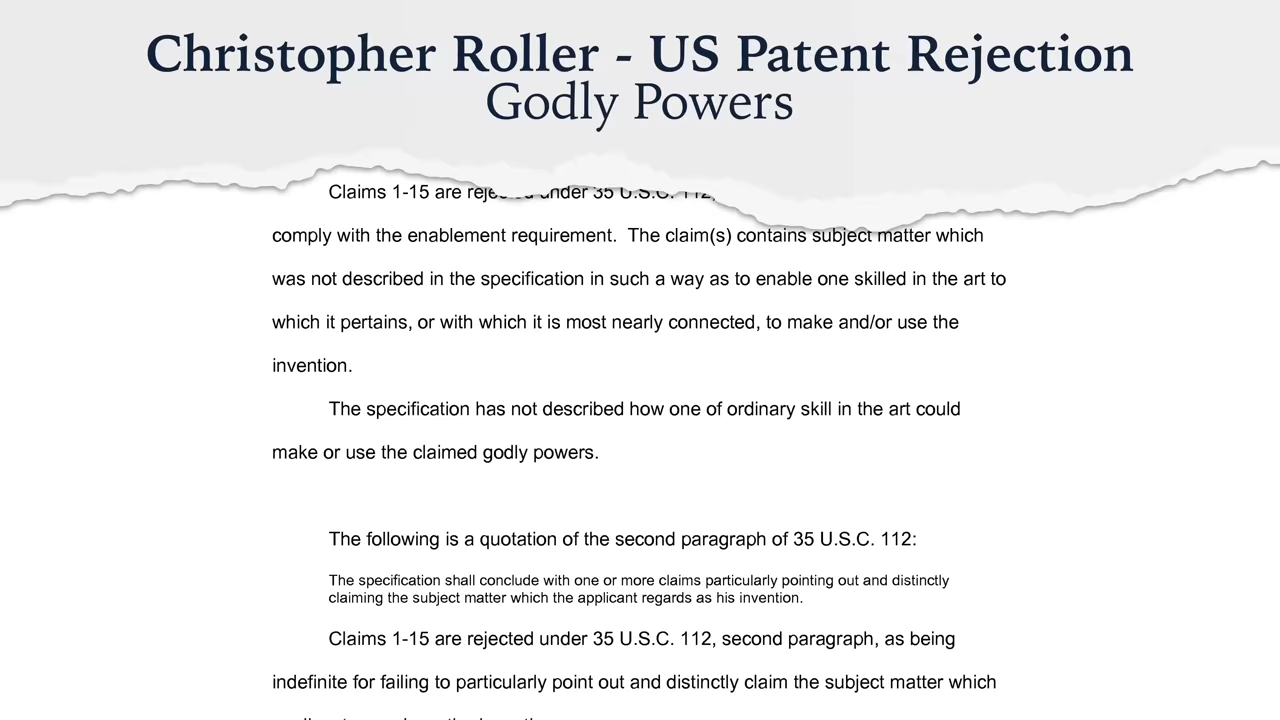 Christopher Roller - US Patent Rejection
Godly Powers
Claims 1-15 are rejected under 35 U.S.C. 112,
comply with the enablement requirement. The claim(s) contains subject matter which
was not described in the specification in such a way as to enable one skilled in the art to
which it pertains, or with which it is most nearly connected, to make and/or use the
invention.
The specification has not described how one of ordinary skill in the art could
make or use the claimed godly powers.
The following is a quotation of the second paragraph of 35 U.S.C. 112:
The specification shall conclude with one or more claims particularly pointing out and distinctly
claiming the subject matter which the applicant regards as his invention.
Claims 1-15 are rejected under 35 U.S.C. 112, second paragraph, as being
indefinite for failing to particularly point out and distinctly claim the subject matter which